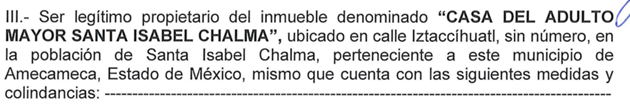 III.- Ser legítimo propietario del inmueble denominado “CASA DEL ADULTO
MAYOR SANTA ISABEL CHALMA”, ubicado en calle Iztaccíhuatl, sin número, en
la población de Santa Isabel Chalma, perteneciente a este municipio de
Amecameca, Estado de México, mismo que cuenta con las siguientes medidas y
colindancias: --------------------------------------------------------------------------------